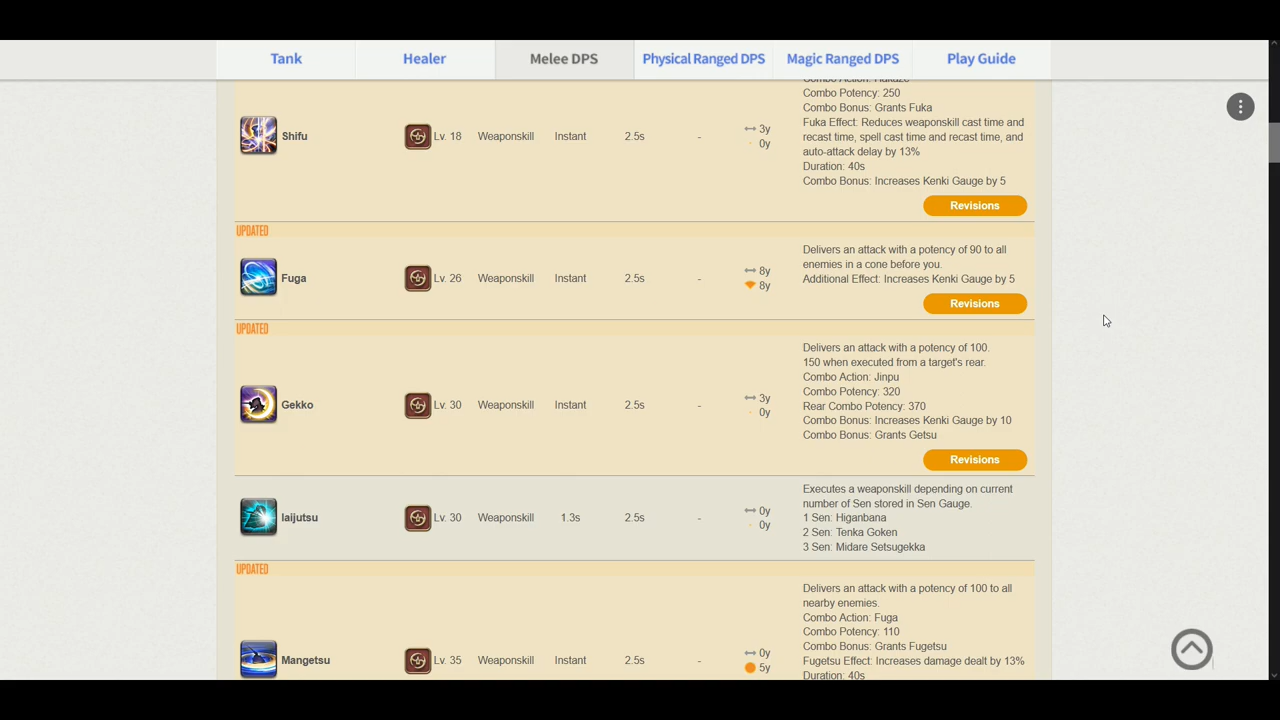 Tank
Healer
Melee DPS
Physical Ranged DPS
Magic Ranged DPS
Play Guide
Combo Potency: 250
Combo Bonus: Grants Fuka
Shifu
Lv. 18
Weaponskill
Instant
2.5s
-
3y
0y
Fuka Effect: Reduces weaponskill cast time and
recast time, spell cast time and recast time, and
auto-attack delay by 13%
Duration: 40s
Combo Bonus: Increases Kenki Gauge by 5
Revisions
UPDATED
Fuga
Lv. 26
Weaponskill
Instant
2.5s
-
8y
8y
Delivers an attack with a potency of 90 to all
enemies in a cone before you.
Additional Effect: Increases Kenki Gauge by 5
Revisions
UPDATED
Gekko
Lv. 30
Weaponskill
Instant
2.5s
-
3y
0y
Delivers an attack with a potency of 100.
150 when executed from a target's rear.
Combo Action: Jinpu
Combo Potency: 320
Rear Combo Potency: 370
Combo Bonus: Increases Kenki Gauge by 10
Combo Bonus: Grants Getsu
Revisions
Iaijutsu
Lv. 30
Weaponskill
1.3s
2.5s
-
0y
0y
Executes a weaponskill depending on current
number of Sen stored in Sen Gauge.
1 Sen: Higanbana
2 Sen: Tenka Goken
3 Sen: Midare Setsugekka
UPDATED
Mangetsu
Lv. 35
Weaponskill
Instant
2.5s
-
0y
5y
Delivers an attack with a potency of 100 to all
nearby enemies.
Combo Action: Fuga
Combo Potency: 110
Combo Bonus: Grants Fugetsu
Fugetsu Effect: Increases damage dealt by 13%
Duration: 40s